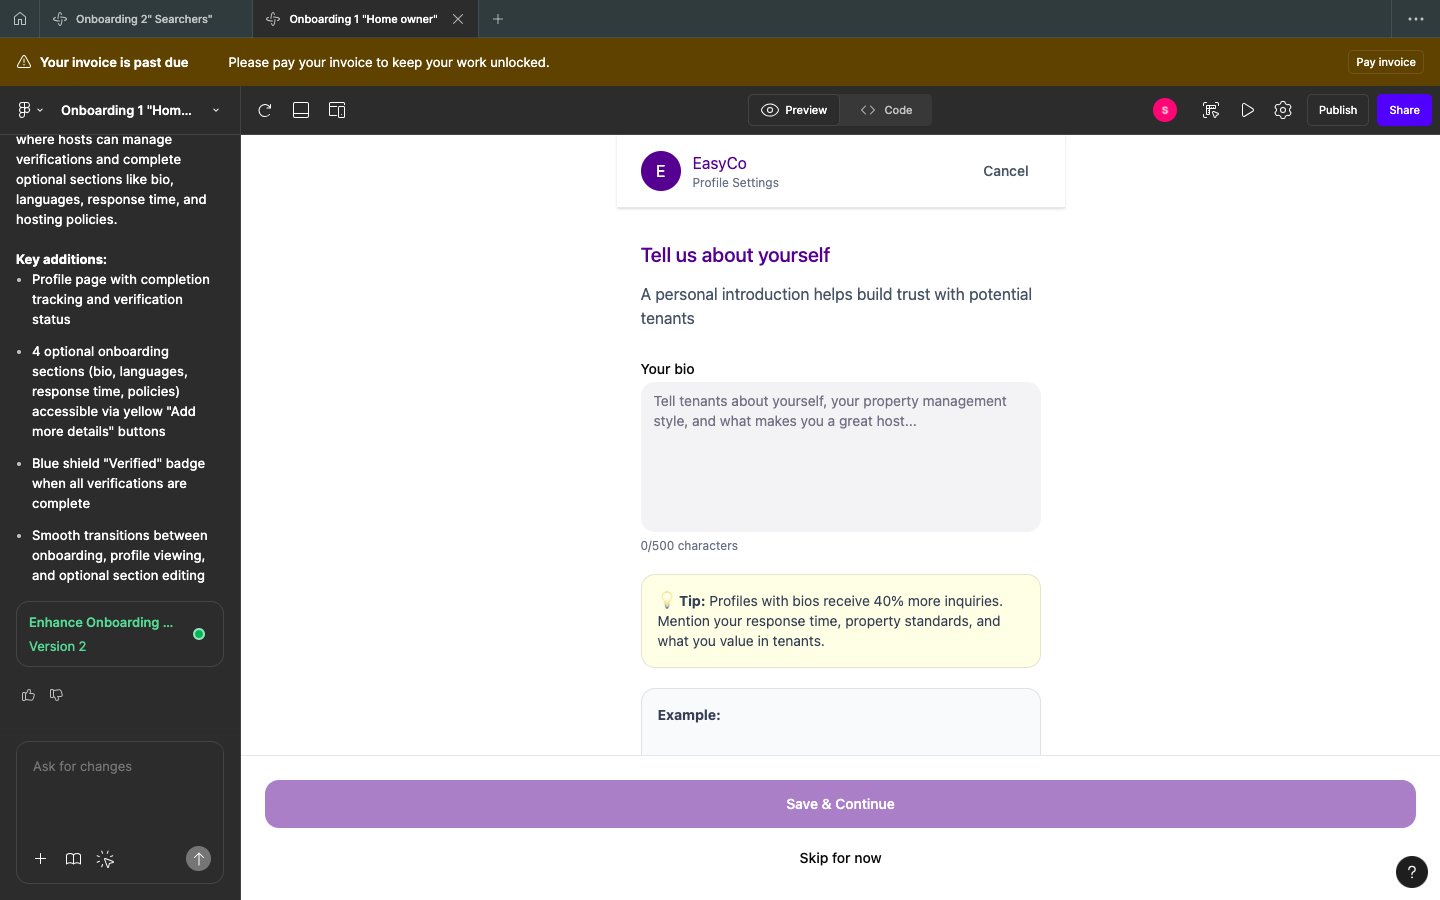 Onboarding 2" Searchers"
Onboarding 1 "Home owner"
Your invoice is past due
Please pay your invoice to keep your work unlocked.
Pay invoice
Onboarding 1 "Hom...
Preview
Code
S
Publish
Share
where hosts can manage
verifications and complete
optional sections like bio,
languages, response time, and
hosting policies.
Key additions:
Profile page with completion
tracking and verification
status
4 optional onboarding
sections (bio, languages,
response time, policies)
accessible via yellow "Add
more details" buttons
Blue shield "Verified" badge
when all verifications are
complete
Smooth transitions between
onboarding, profile viewing,
and optional section editing
Enhance Onboarding ...
Version 2
Ask for changes
E
EasyCo
Profile Settings
Cancel
Tell us about yourself
A personal introduction helps build trust with potential
tenants
Your bio
Tell tenants about yourself, your property management
style, and what makes you a great host...
0/500 characters
💡 Tip: Profiles with bios receive 40% more inquiries.
Mention your response time, property standards, and
what you value in tenants.
Example:
Save & Continue
Skip for now
?